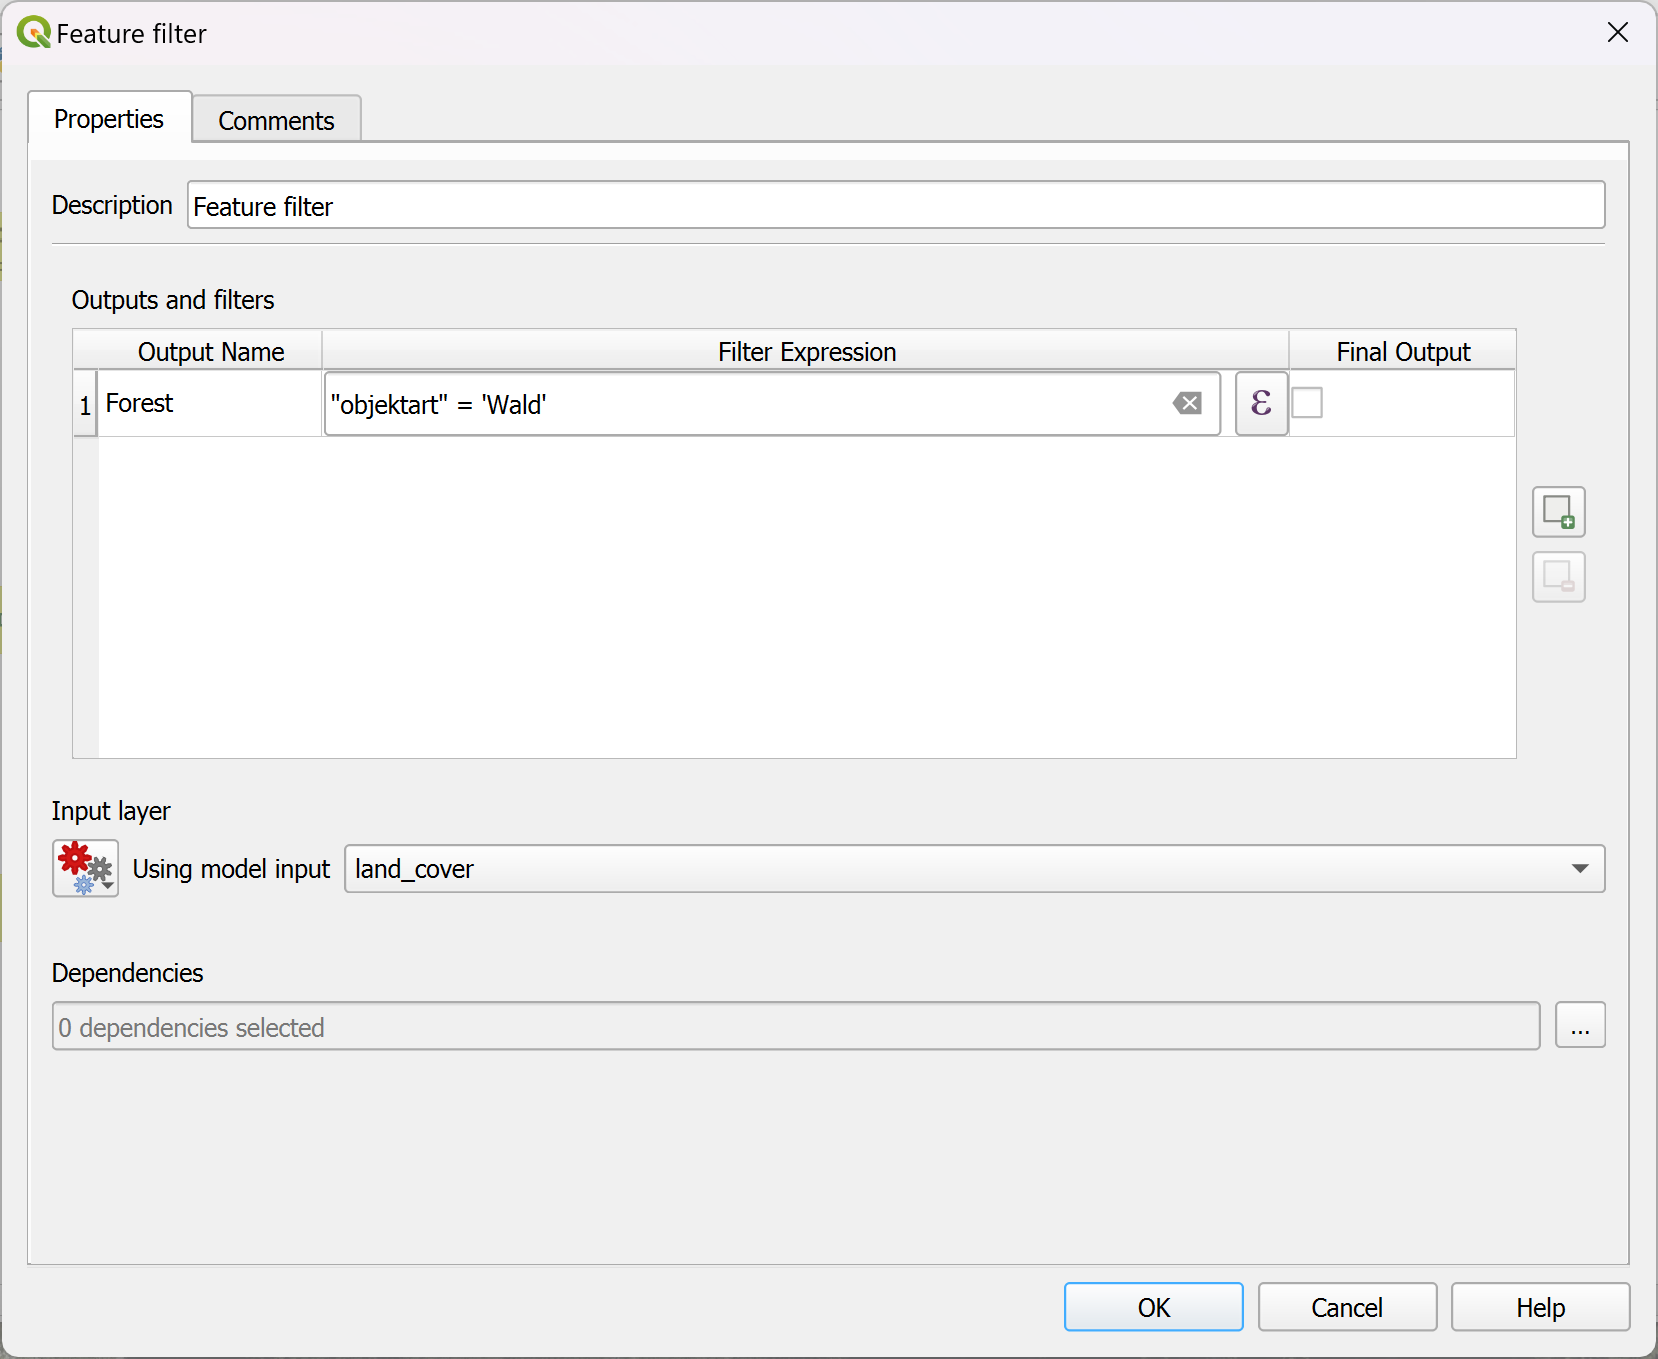 Feature filter
Properties
Comments
Description
Feature filter
Outputs and filters
Output Name
Filter Expression
Final Output
1
Forest
"objektart" = 'Wald'
ε
Input layer
Using model input
land_cover
Dependencies
0 dependencies selected
...
OK
Cancel
Help